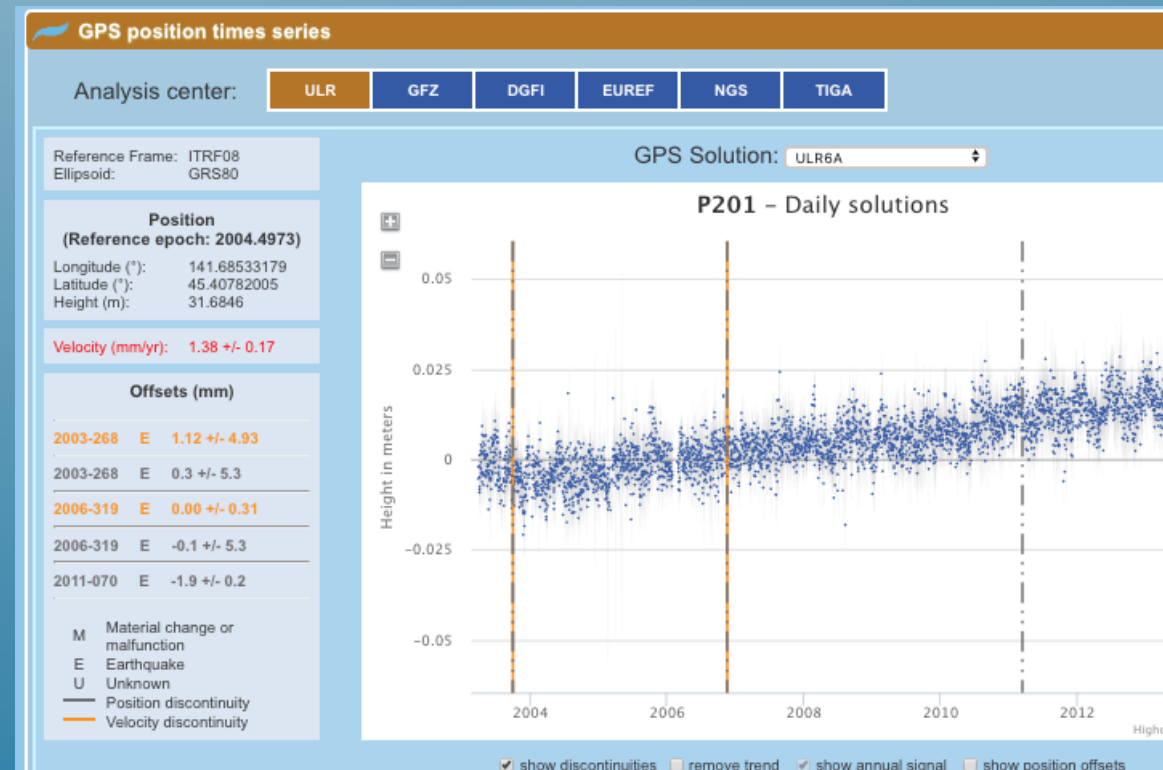 GPS position times series
Analysis center: ULR GFZ DGFI EUREF NGS TIGA
Reference Frame: ITRF08
Ellipsoid: GRS80
Position
(Reference epoch: 2004.4973)
Longitude (°): 141.68533179
Latitude (°): 45.40782005
Height (m): 31.6846
Velocity (mm/yr): 1.38 +/- 0.17
Offsets (mm)
2003-268 E 1.12 +/- 4.93
2003-268 E 0.3 +/- 5.3
2006-319 E 0.00 +/- 0.31
2006-319 E -0.1 +/- 5.3
2011-070 E -1.9 +/- 0.2
M Material change or
malfunction
E Earthquake
U Unknown
Position discontinuity
Velocity discontinuity
GPS Solution: ULR6A
P201 – Daily solutions
Height in meters
0.05
0.025
0
-0.025
-0.05
2004 2006 2008 2010 2012
show discontinuities remove trend show annual signal show position offsets